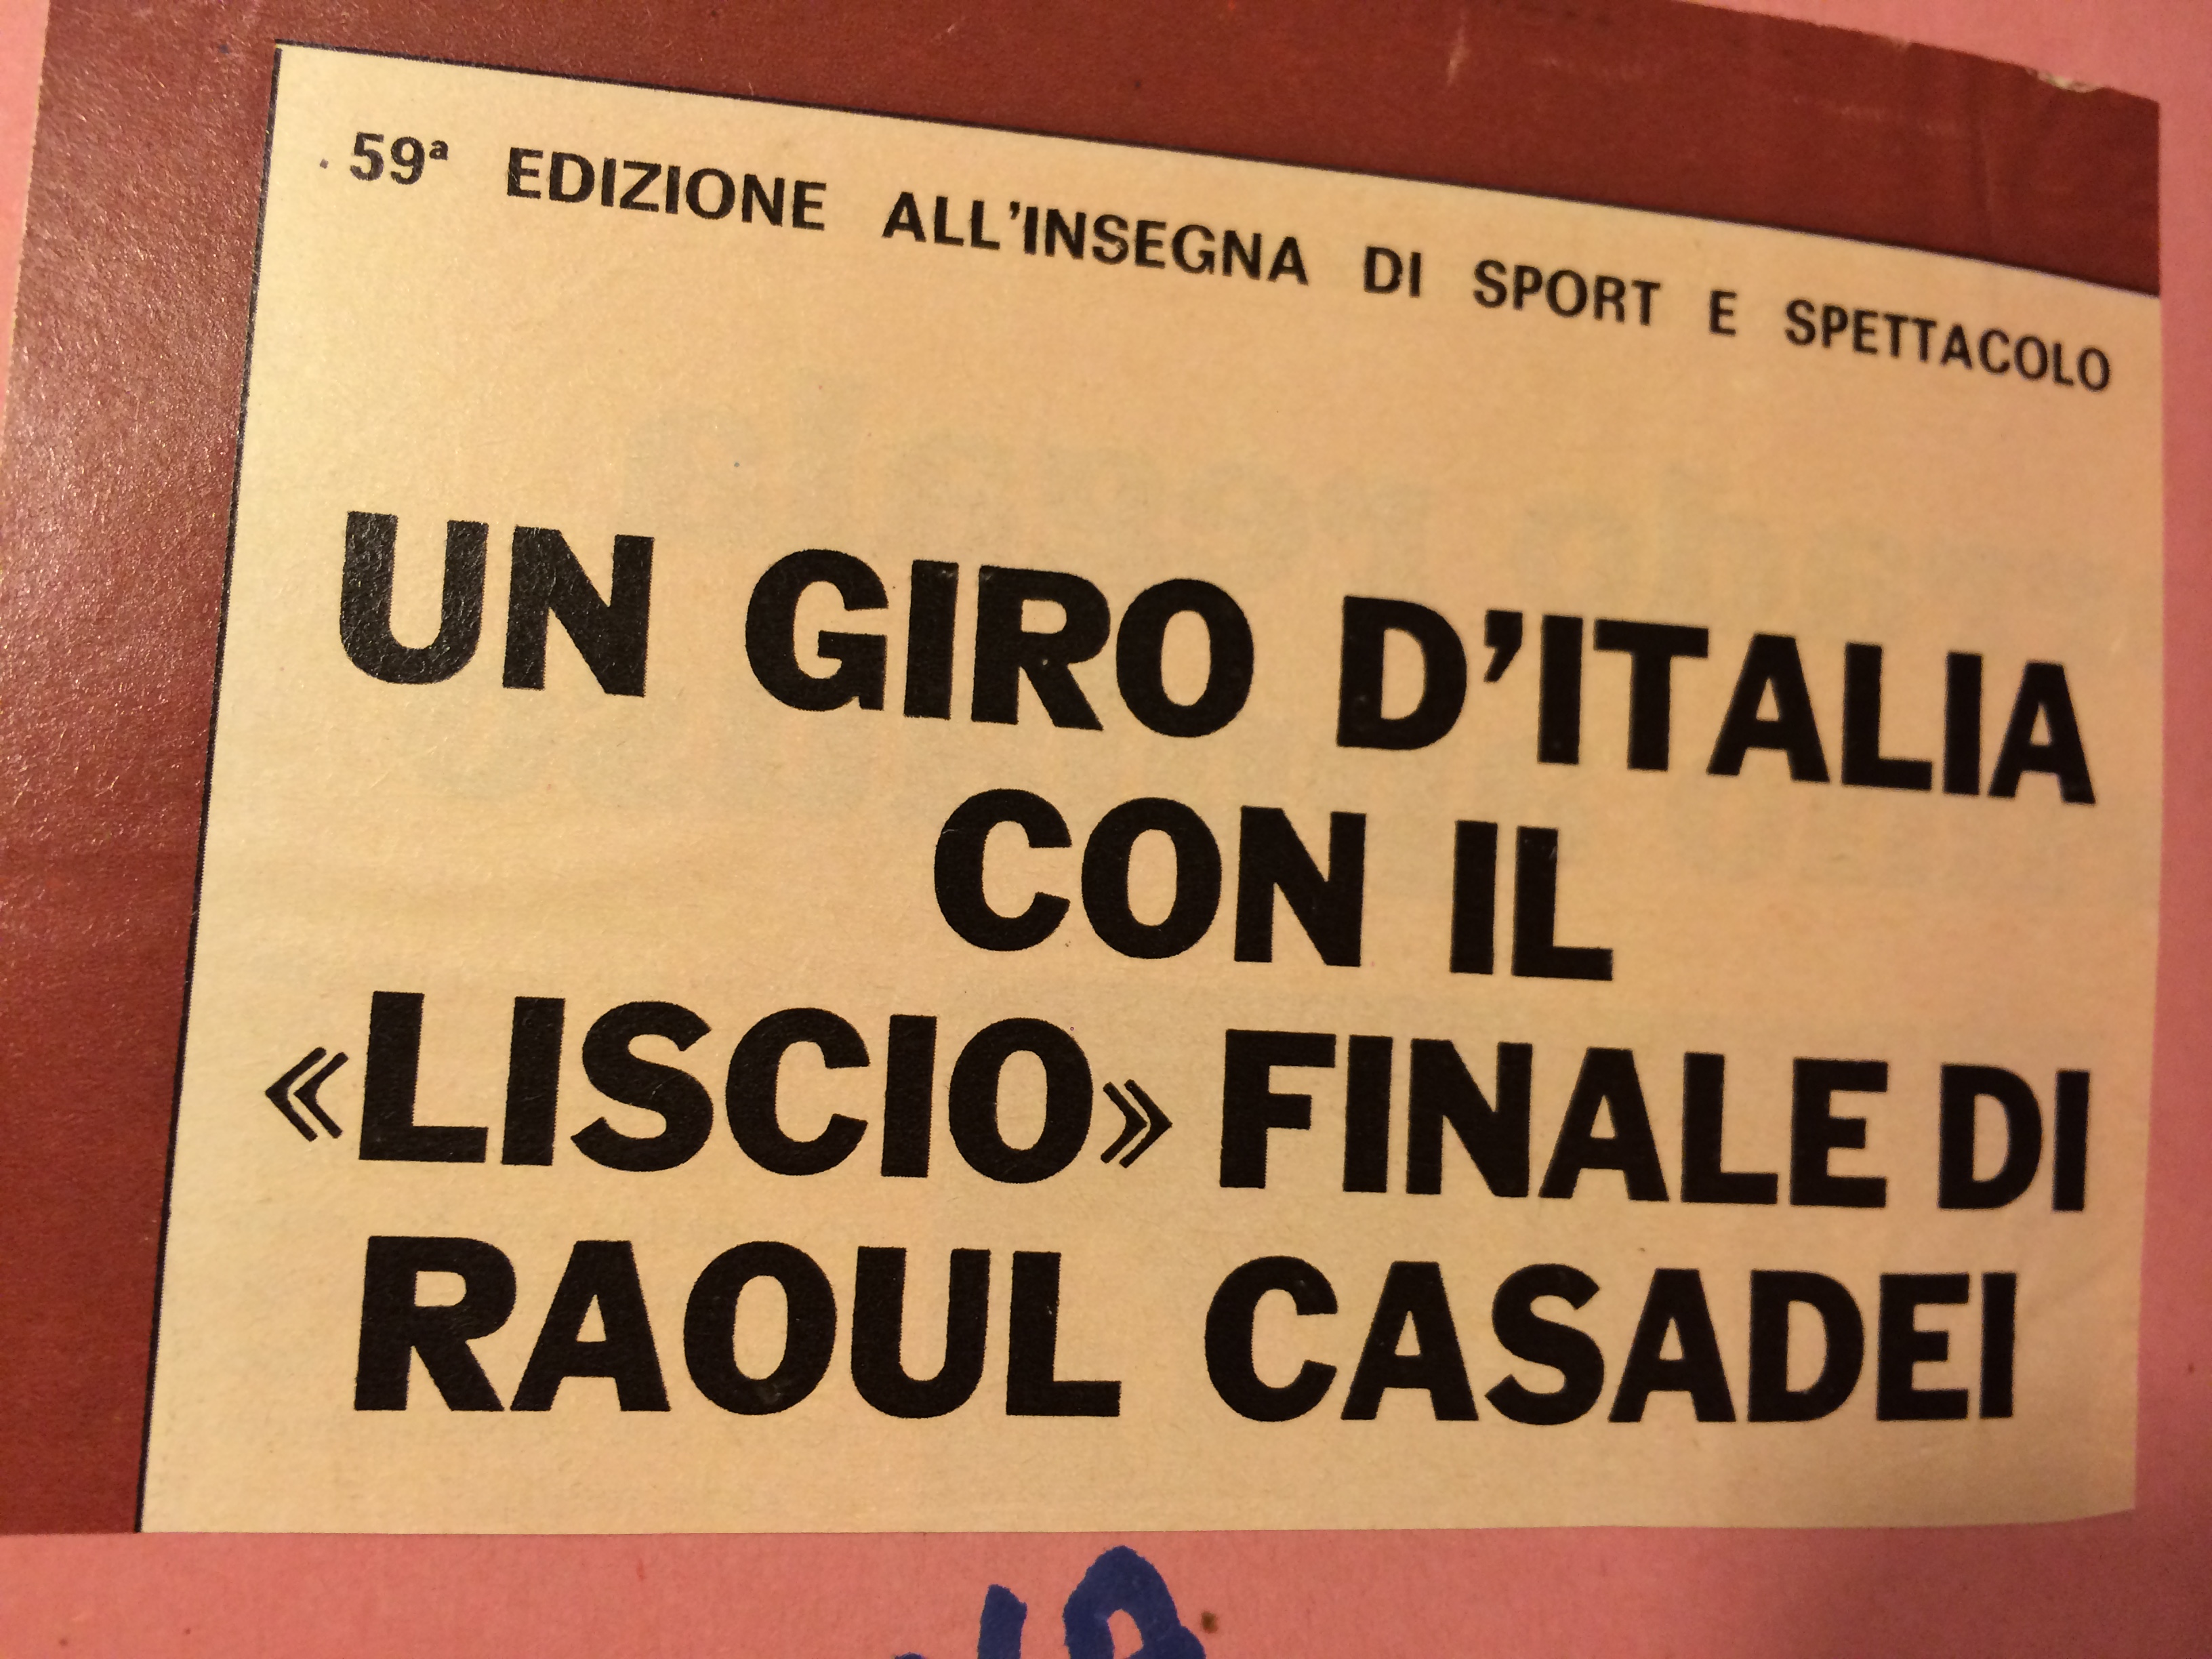 59ª EDIZIONE ALL'INSEGNA DI SPORT E SPETTACOLO
UN GIRO D'ITALIA
CON IL
«LISCIO» FINALE DI
RAOUL CASADEI